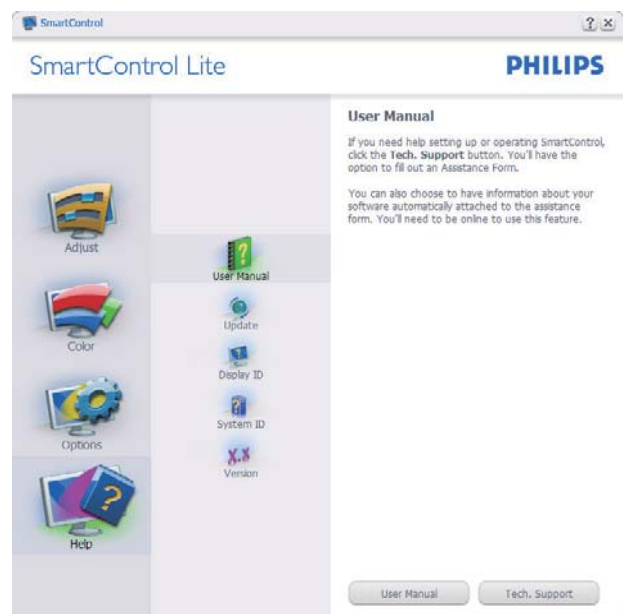 SmartControl
? ×
SmartControl Lite
PHILIPS
Adjust
Color
Options
Help
User Manual
Update
Display ID
System ID
X.X
Version
User Manual
If you need help setting up or operating SmartControl,
click the Tech. Support button. You'll have the
option to fill out an Assistance Form.
You can also choose to have information about your
software automatically attached to the assistance
form. You'll need to be online to use this feature.
User Manual
Tech. Support